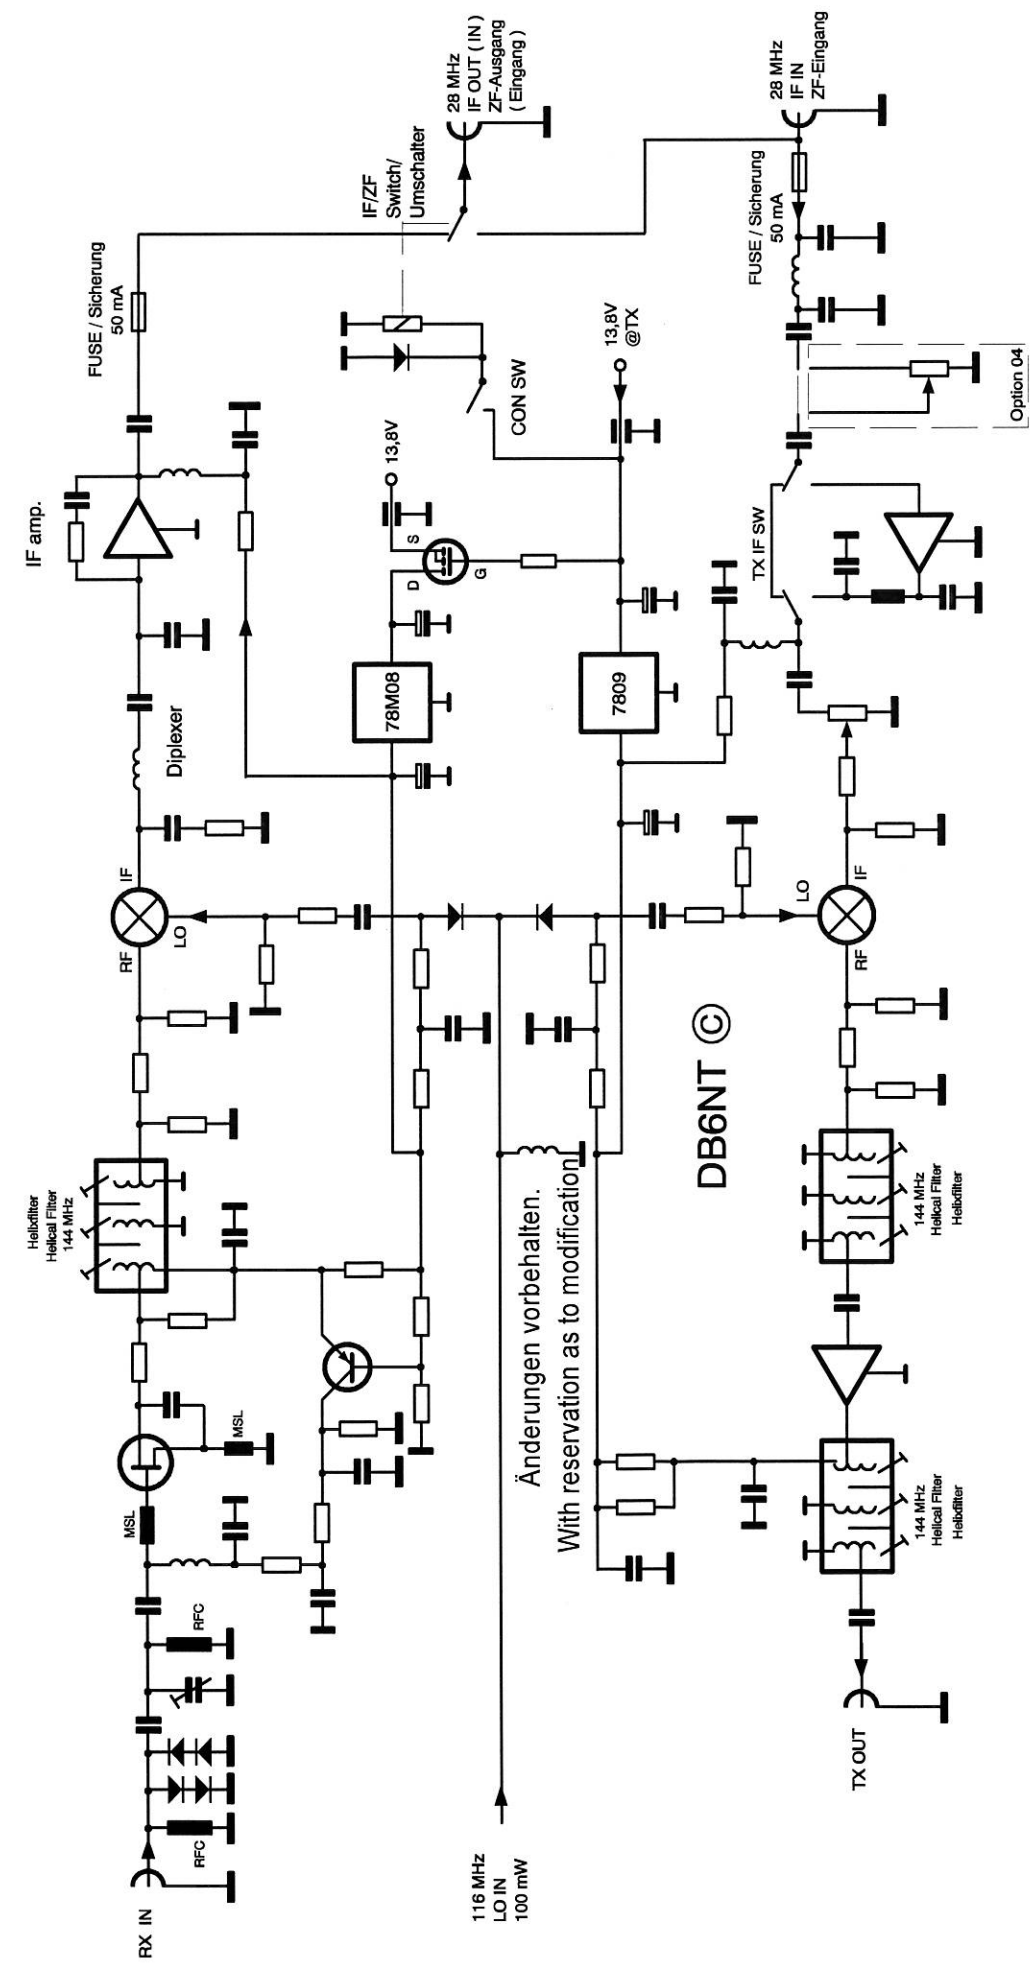 RX IN
RFC
RFC
MSL
MSL
Helixfilter
Helical Filter
144 MHz
RF
LO
IF
Diplexer
IF amp.
FUSE / Sicherung
50 mA
IF/ZF
Switch/
Umschalter
28 MHz
IF OUT ( IN )
ZF-Ausgang
( Eingang )
78M08
D
S
G
13,8V
CON SW
116 MHz
LO IN
100 mW
Änderungen vorbehalten.
With reservation as to modification
7809
13,8V
@TX
DB6NT ©
TX IF SW
FUSE / Sicherung
50 mA
28 MHz
IF IN
ZF-Eingang
Option 04
LO
RF
IF
144 MHz
Helical Filter
Helixfilter
144 MHz
Helical Filter
Helixfilter
TX OUT